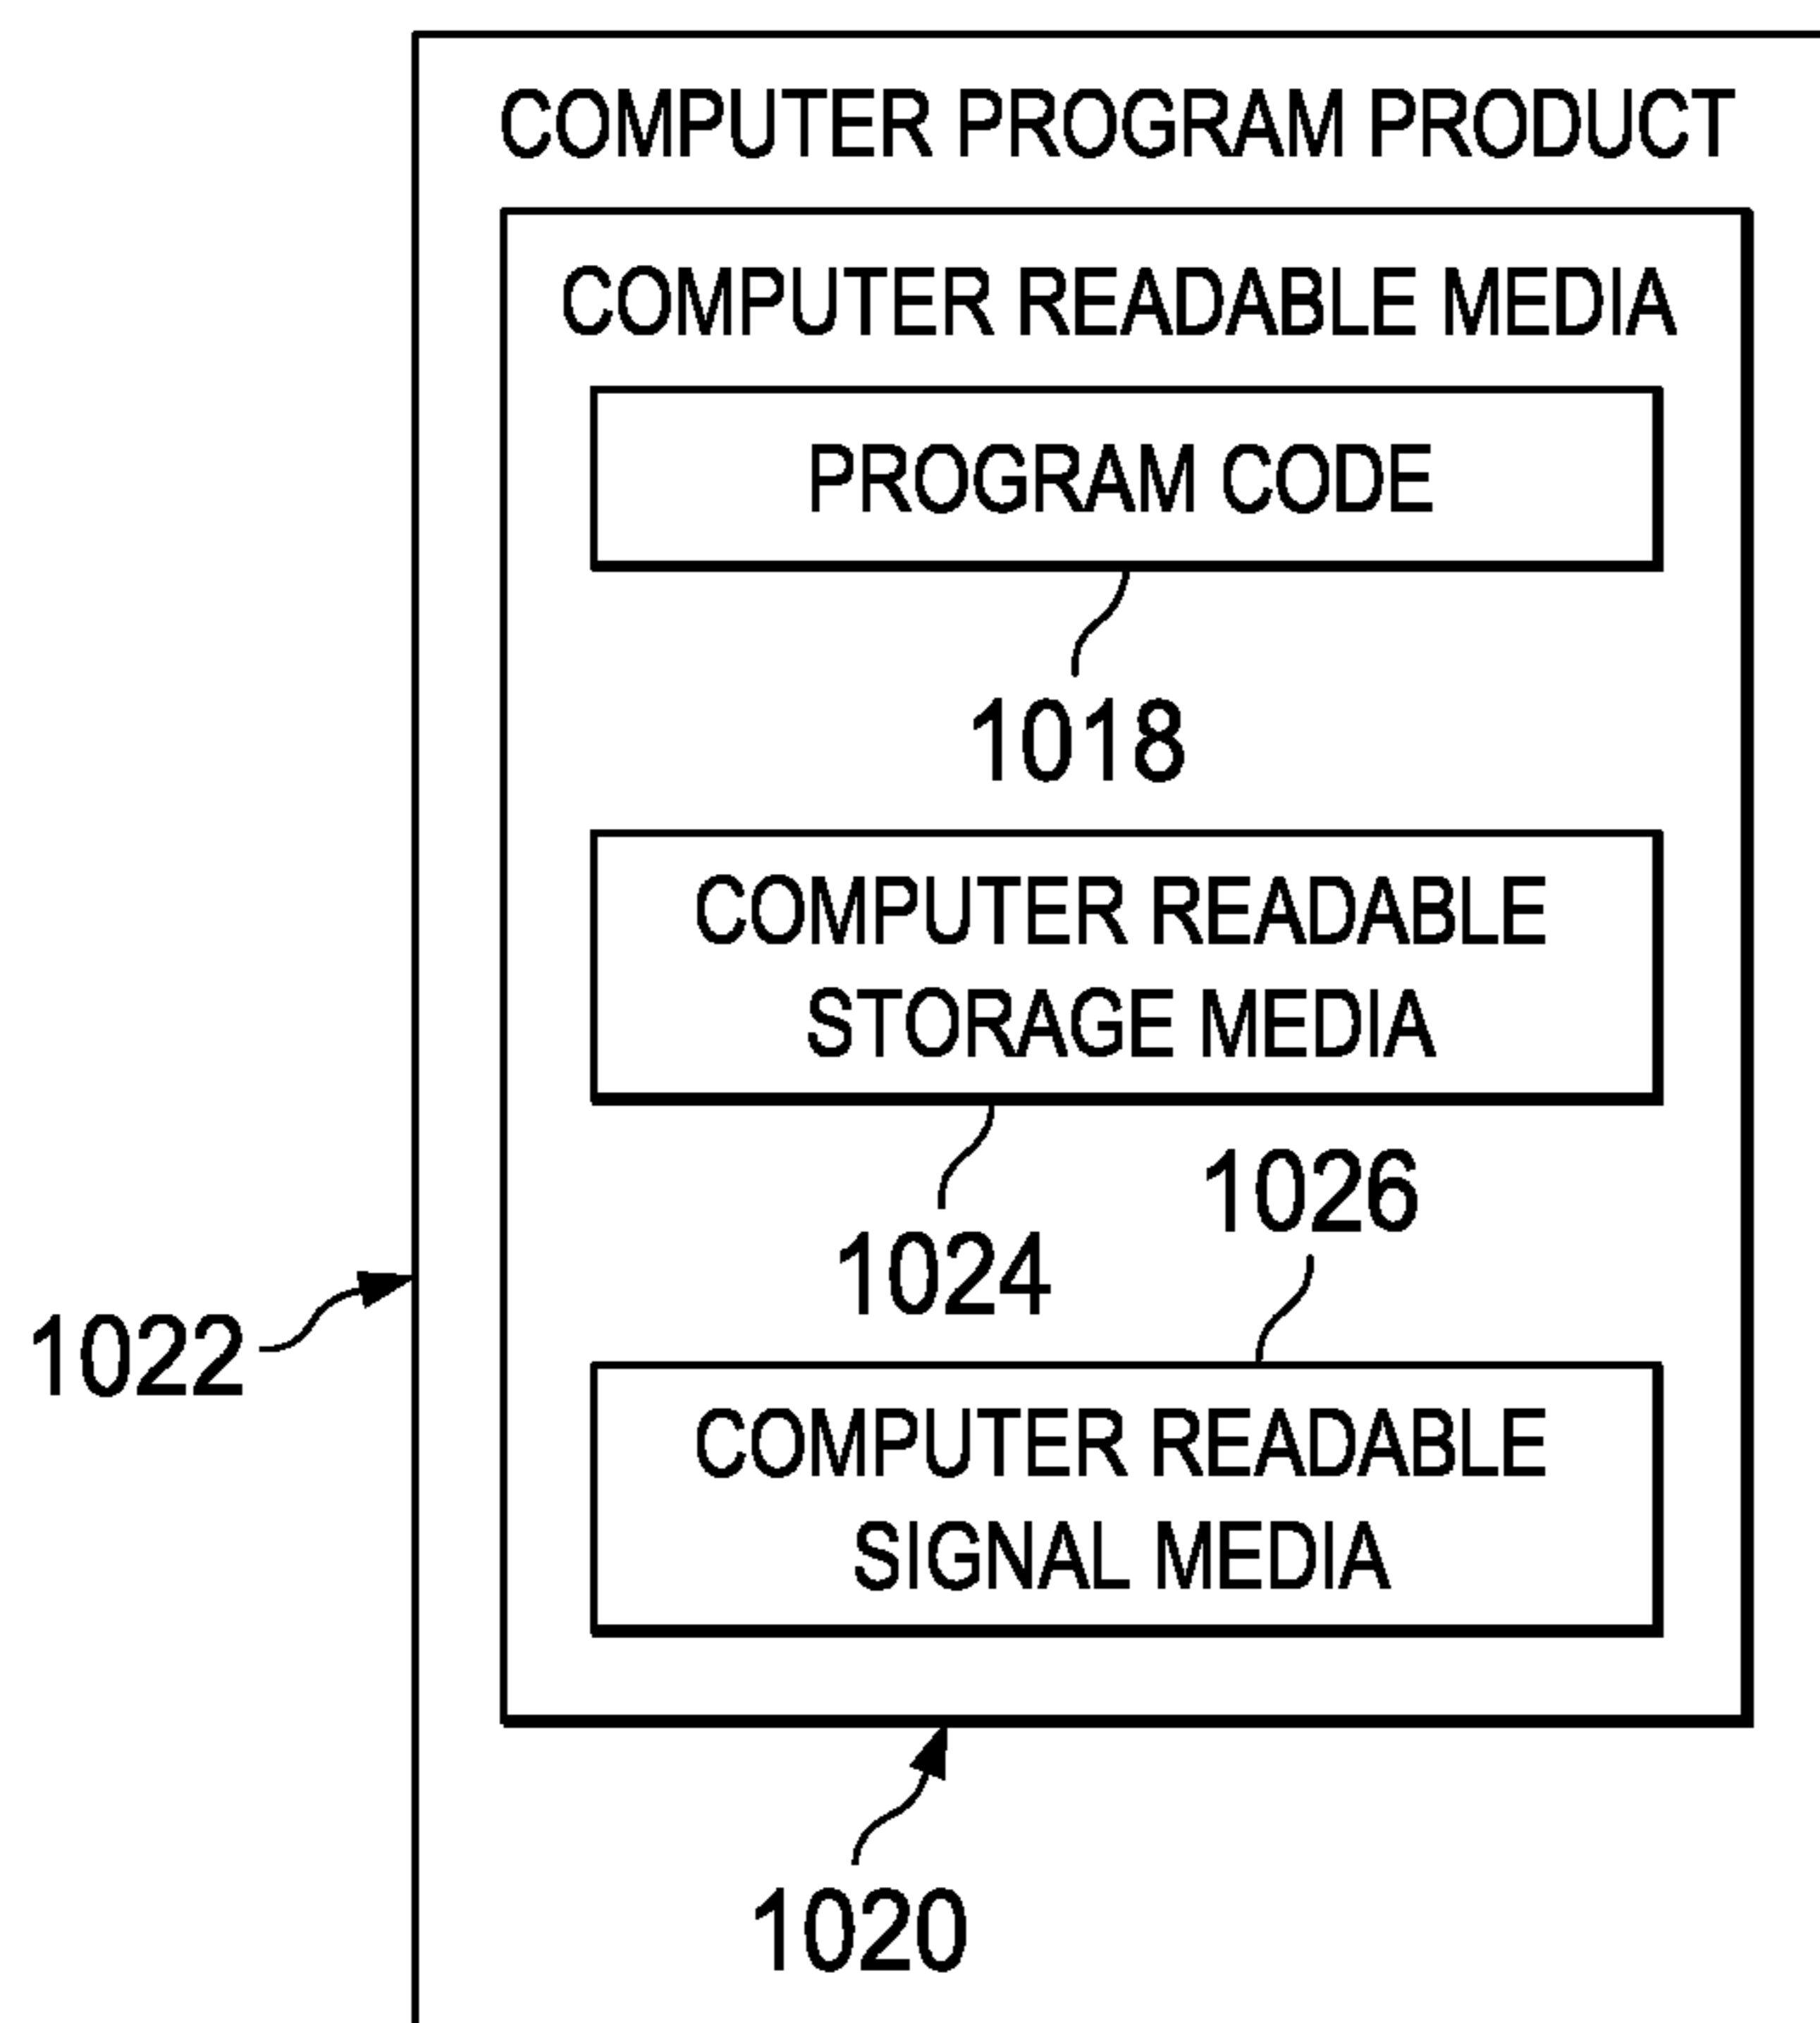 COMPUTER PROGRAM PRODUCT
COMPUTER READABLE MEDIA
PROGRAM CODE
1018
COMPUTER READABLE
STORAGE MEDIA
1026
1024
1022
COMPUTER READABLE
SIGNAL MEDIA
1020